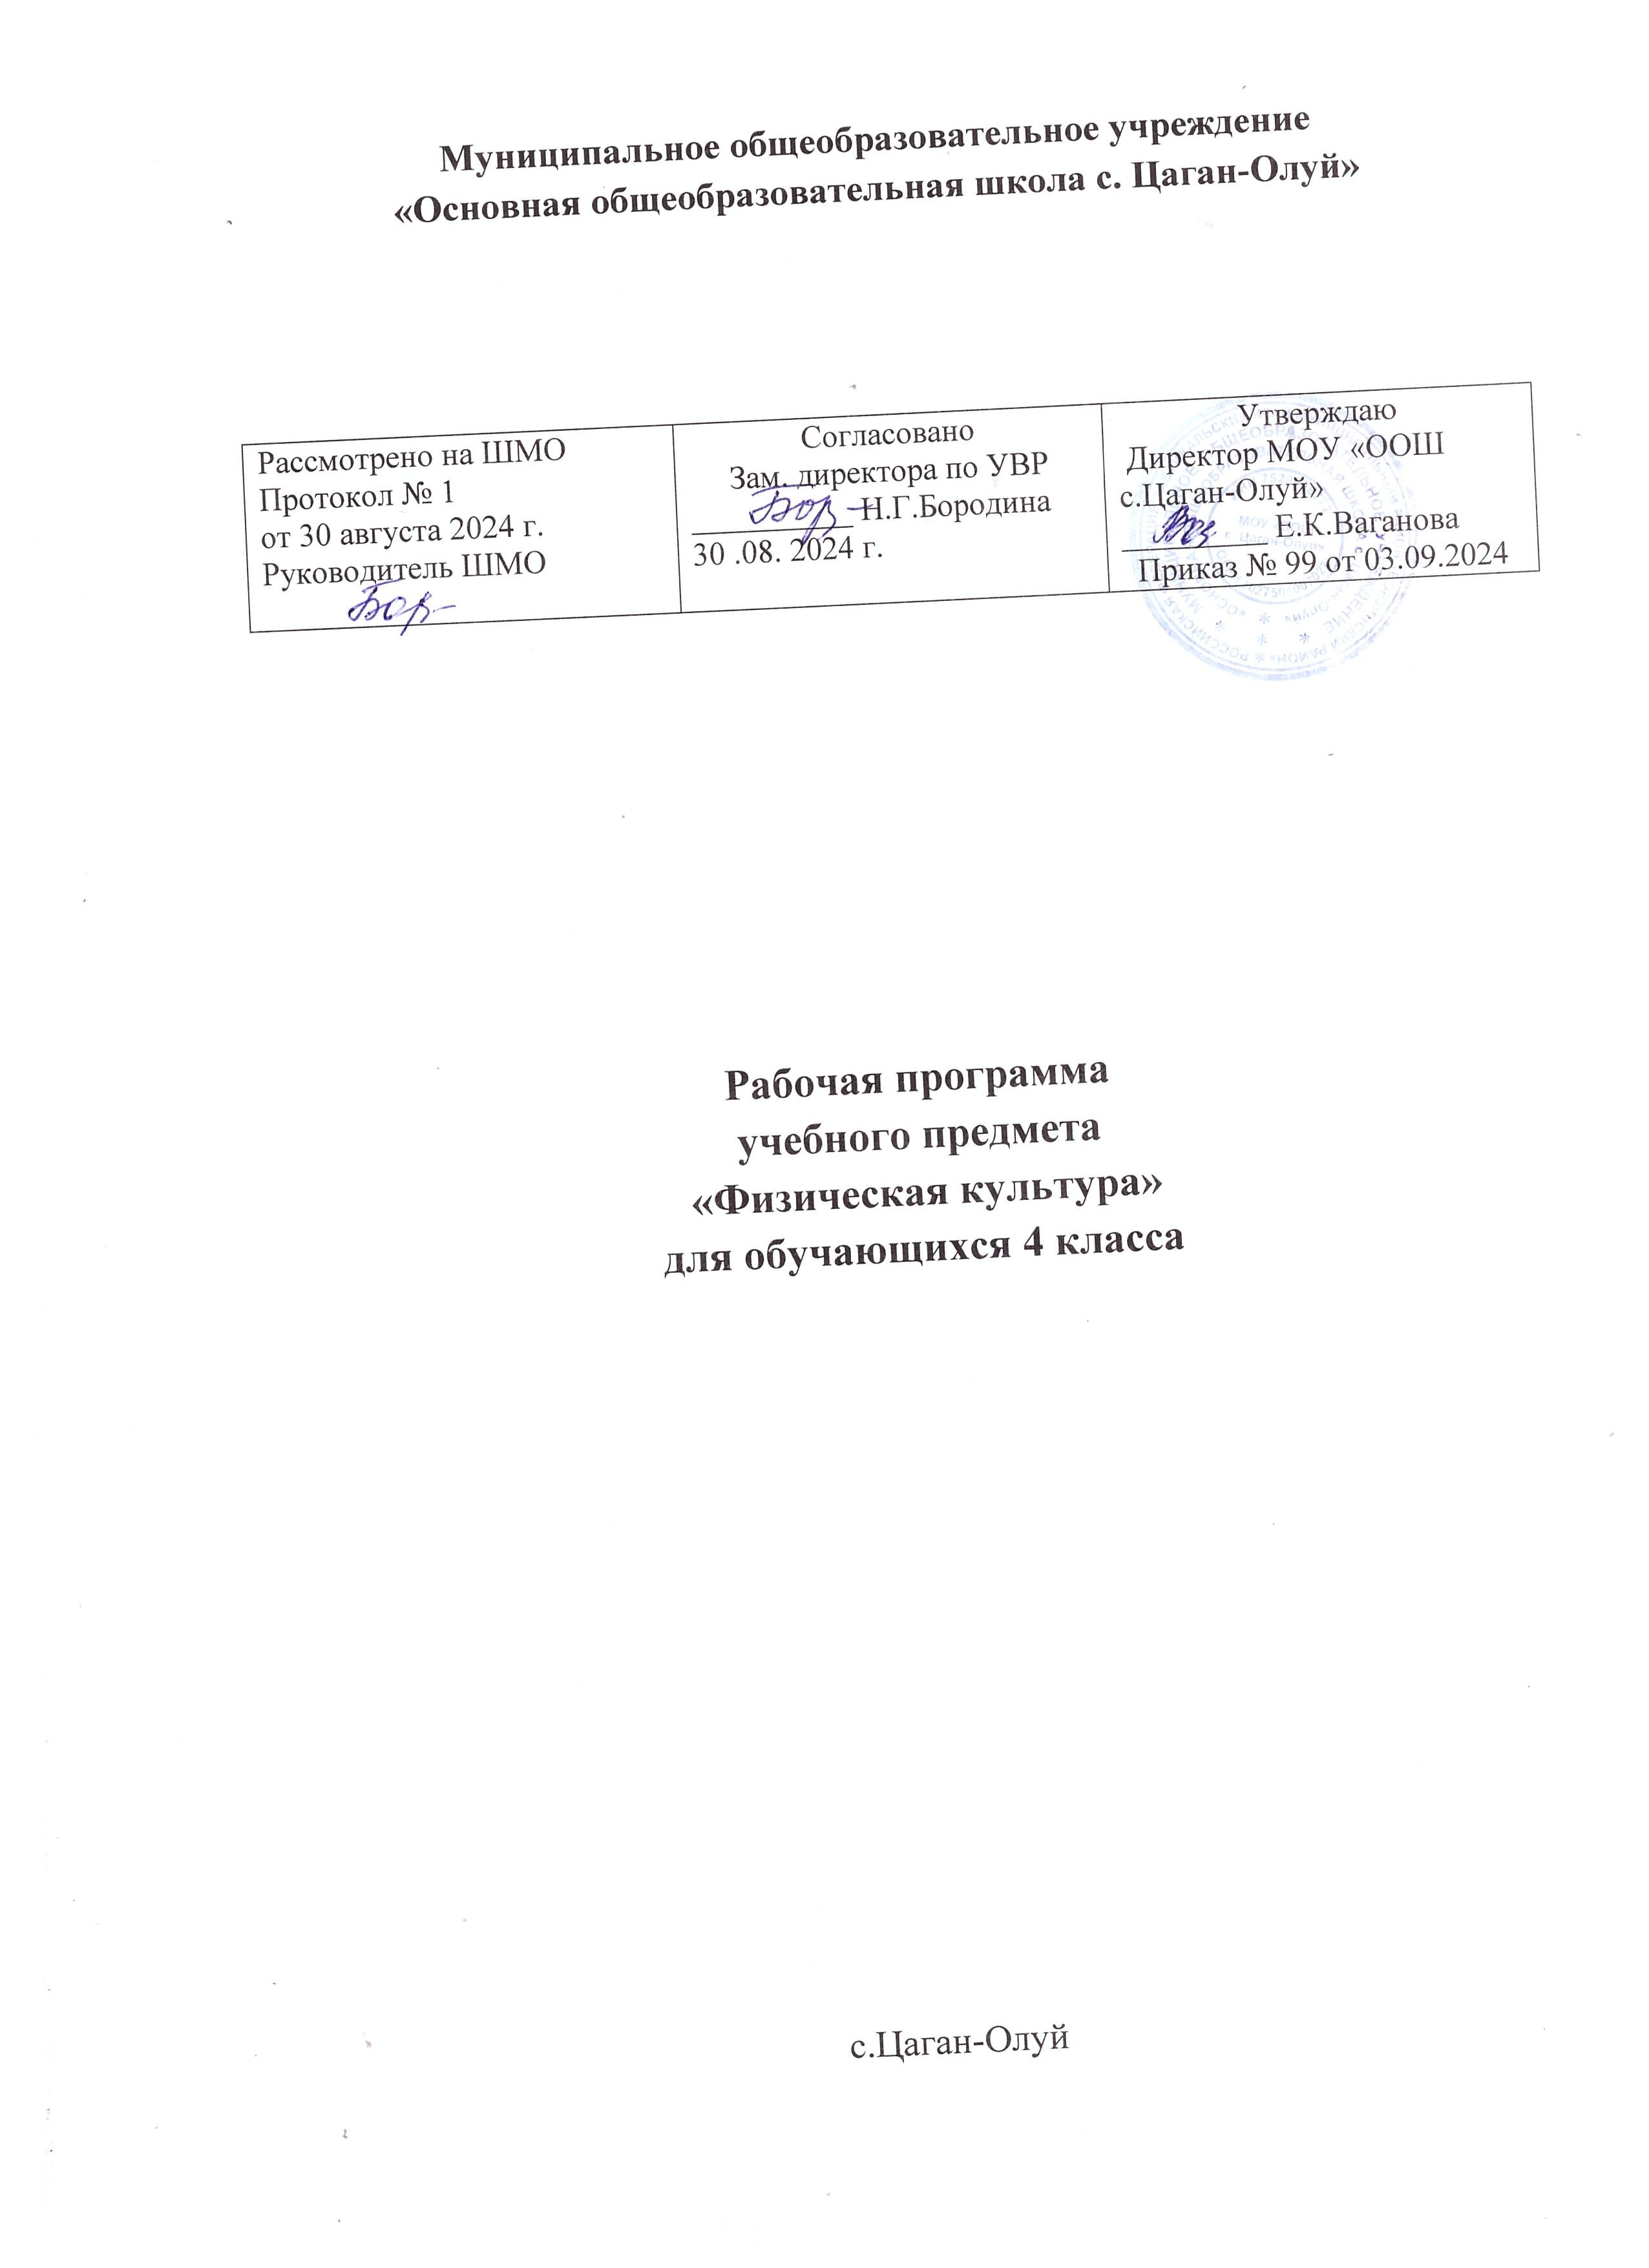 Муниципальное общеобразовательное учреждение
«Основная общеобразовательная школа с. Цаган-Олуй»
Рассмотрено на ШМО
Протокол № 1
от 30 августа 2024 г.
Руководитель ШМО
Бор
Согласовано
Зам. директора по УВР
Бор Н.Г.Бородина
30 .08. 2024 г.
Утверждаю
Директор МОУ «ООШ
с.Цаган-Олуй»
Е.К.Ваганова
Приказ № 99 от 03.09.2024
Рабочая программа
учебного предмета
«Физическая культура»
для обучающихся 4 класса
с.Цаган-Олуй